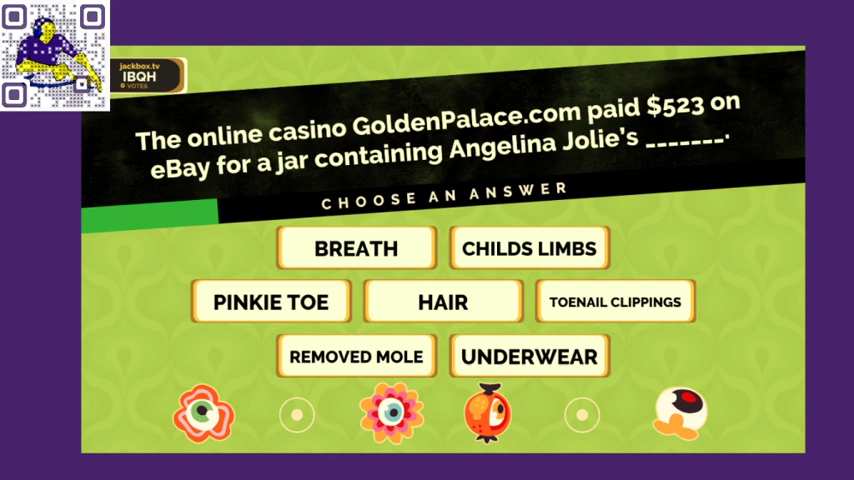 jackbox.tv
IBQH
0 VOTES
The online casino GoldenPalace.com paid $523 on
eBay for a jar containing Angelina Jolie's _______.
CHOOSE AN ANSWER
BREATH
CHILDS LIMBS
PINKIE TOE
HAIR
TOENAIL CLIPPINGS
REMOVED MOLE
UNDERWEAR